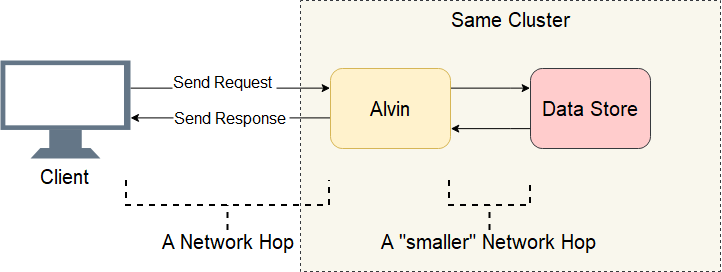 Same Cluster
Send Request
Send Response
Alvin
Data Store
Client
A Network Hop
A "smaller" Network Hop